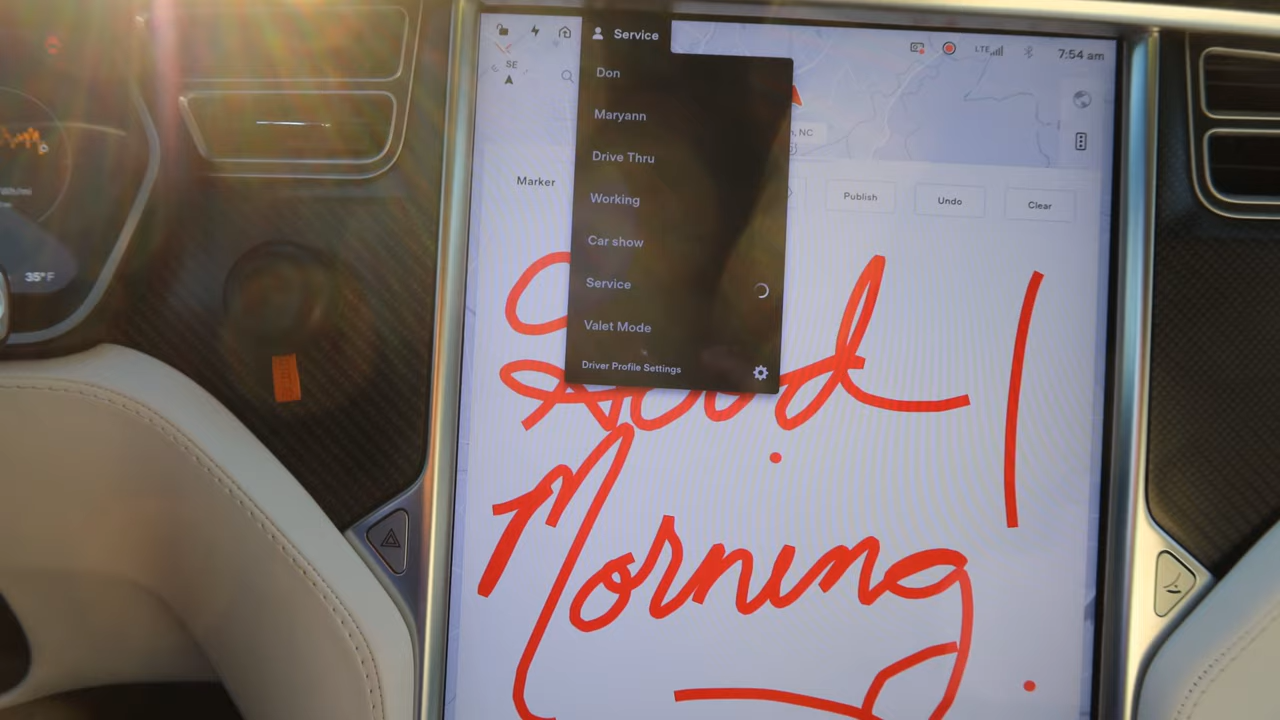 Service
LTE
7:54 am
SE
Don
Maryann
, NC
Drive Thru
Marker
Working
Publish
Undo
Clear
Car show
Service
Valet Mode
Driver Profile Settings
35° F
Good
Morning